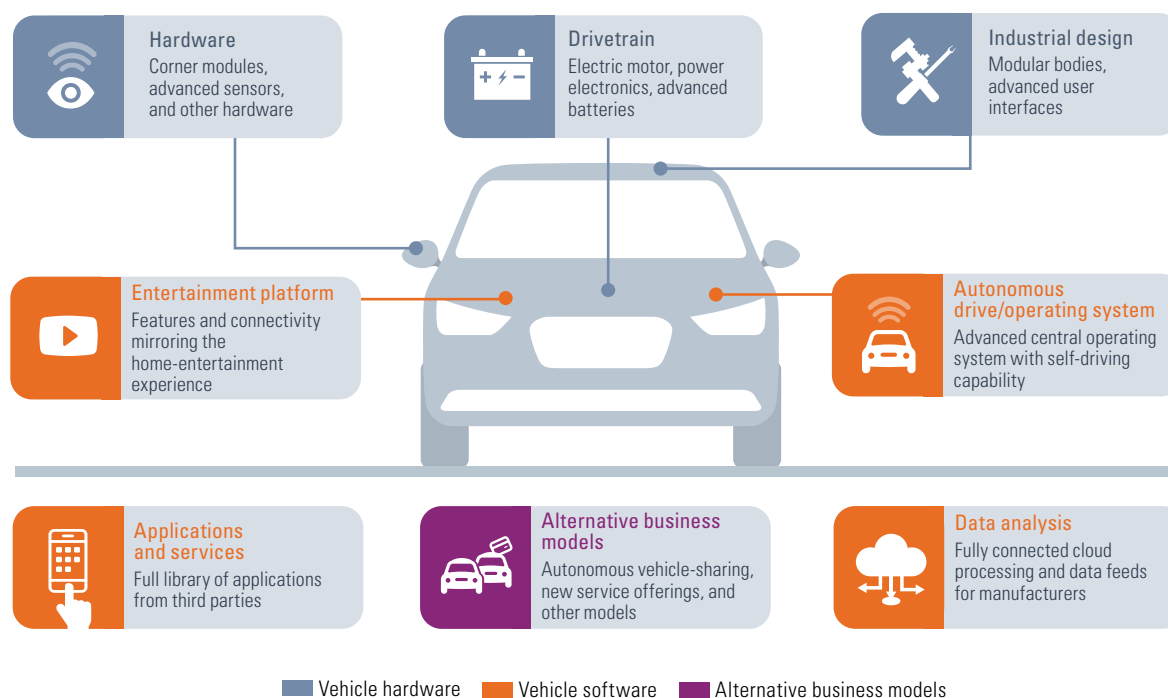 Hardware
Corner modules,
advanced sensors,
and other hardware
Drivetrain
Electric motor, power
electronics, advanced
batteries
Industrial design
Modular bodies,
advanced user
interfaces
Entertainment platform
Features and connectivity
mirroring the
home-entertainment
experience
Autonomous
drive/operating system
Advanced central operating
system with self-driving
capability
Applications
and services
Full library of applications
from third parties
Alternative business
models
Autonomous vehicle-sharing,
new service offerings, and
other models
Data analysis
Fully connected cloud
processing and data feeds
for manufacturers
Vehicle hardware
Vehicle software
Alternative business models